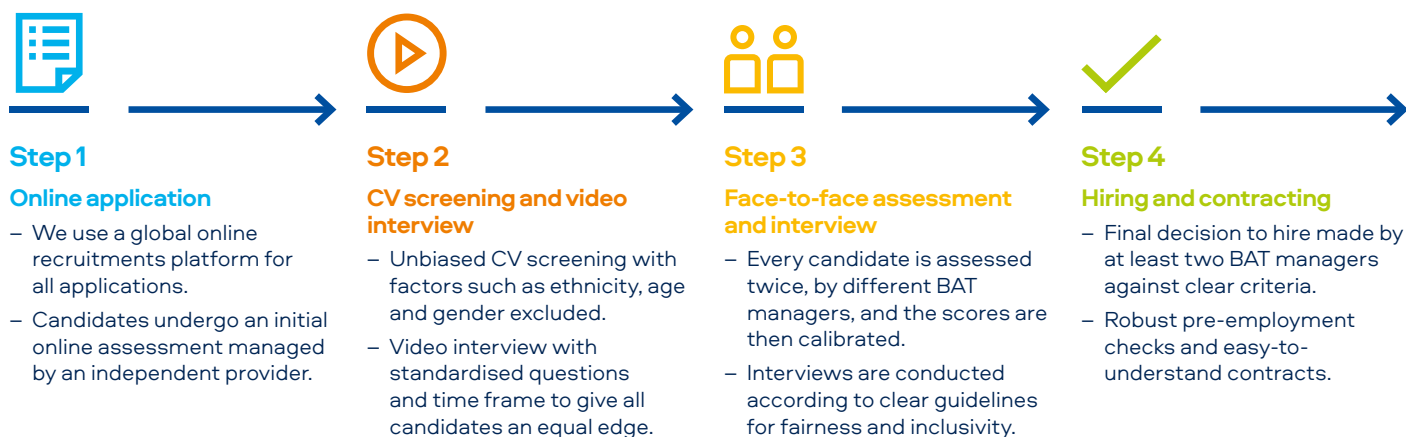 Step 1
Online application
– We use a global online
recruitments platform for
all applications.
– Candidates undergo an initial
online assessment managed
by an independent provider.
Step 2
CV screening and video
interview
– Unbiased CV screening with
factors such as ethnicity, age
and gender excluded.
– Video interview with
standardised questions
and time frame to give all
candidates an equal edge.
Step 3
Face-to-face assessment
and interview
– Every candidate is assessed
twice, by different BAT
managers, and the scores are
then calibrated.
– Interviews are conducted
according to clear guidelines
for fairness and inclusivity.
Step 4
Hiring and contracting
– Final decision to hire made by
at least two BAT managers
against clear criteria.
– Robust pre-employment
checks and easy-to-
understand contracts.